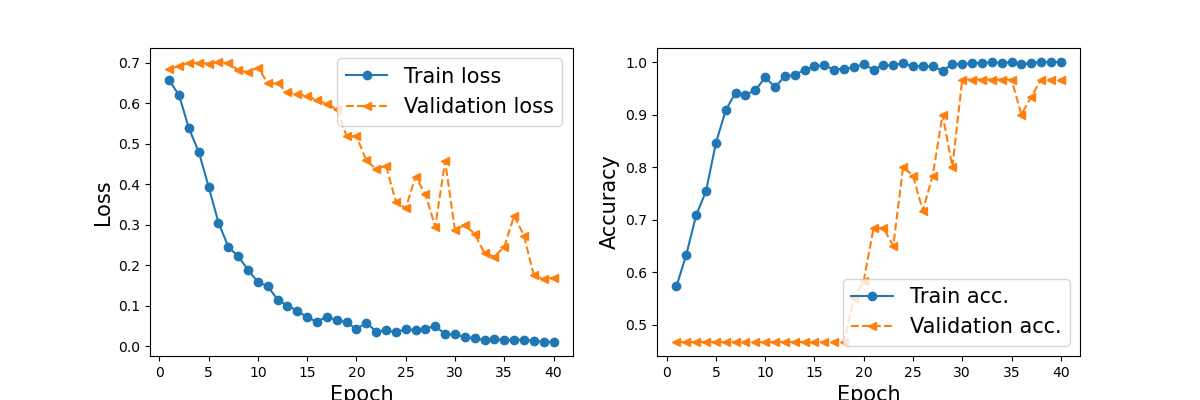 0.7
0.6
0.5
0.4
0.3
0.2
0.1
0.0
Loss
0 5 10 15 20 25 30 35 40
Epoch
Train loss
Validation loss
1.0
0.9
0.8
0.7
0.6
0.5
Accuracy
0 5 10 15 20 25 30 35 40
Epoch
Train acc.
Validation acc.